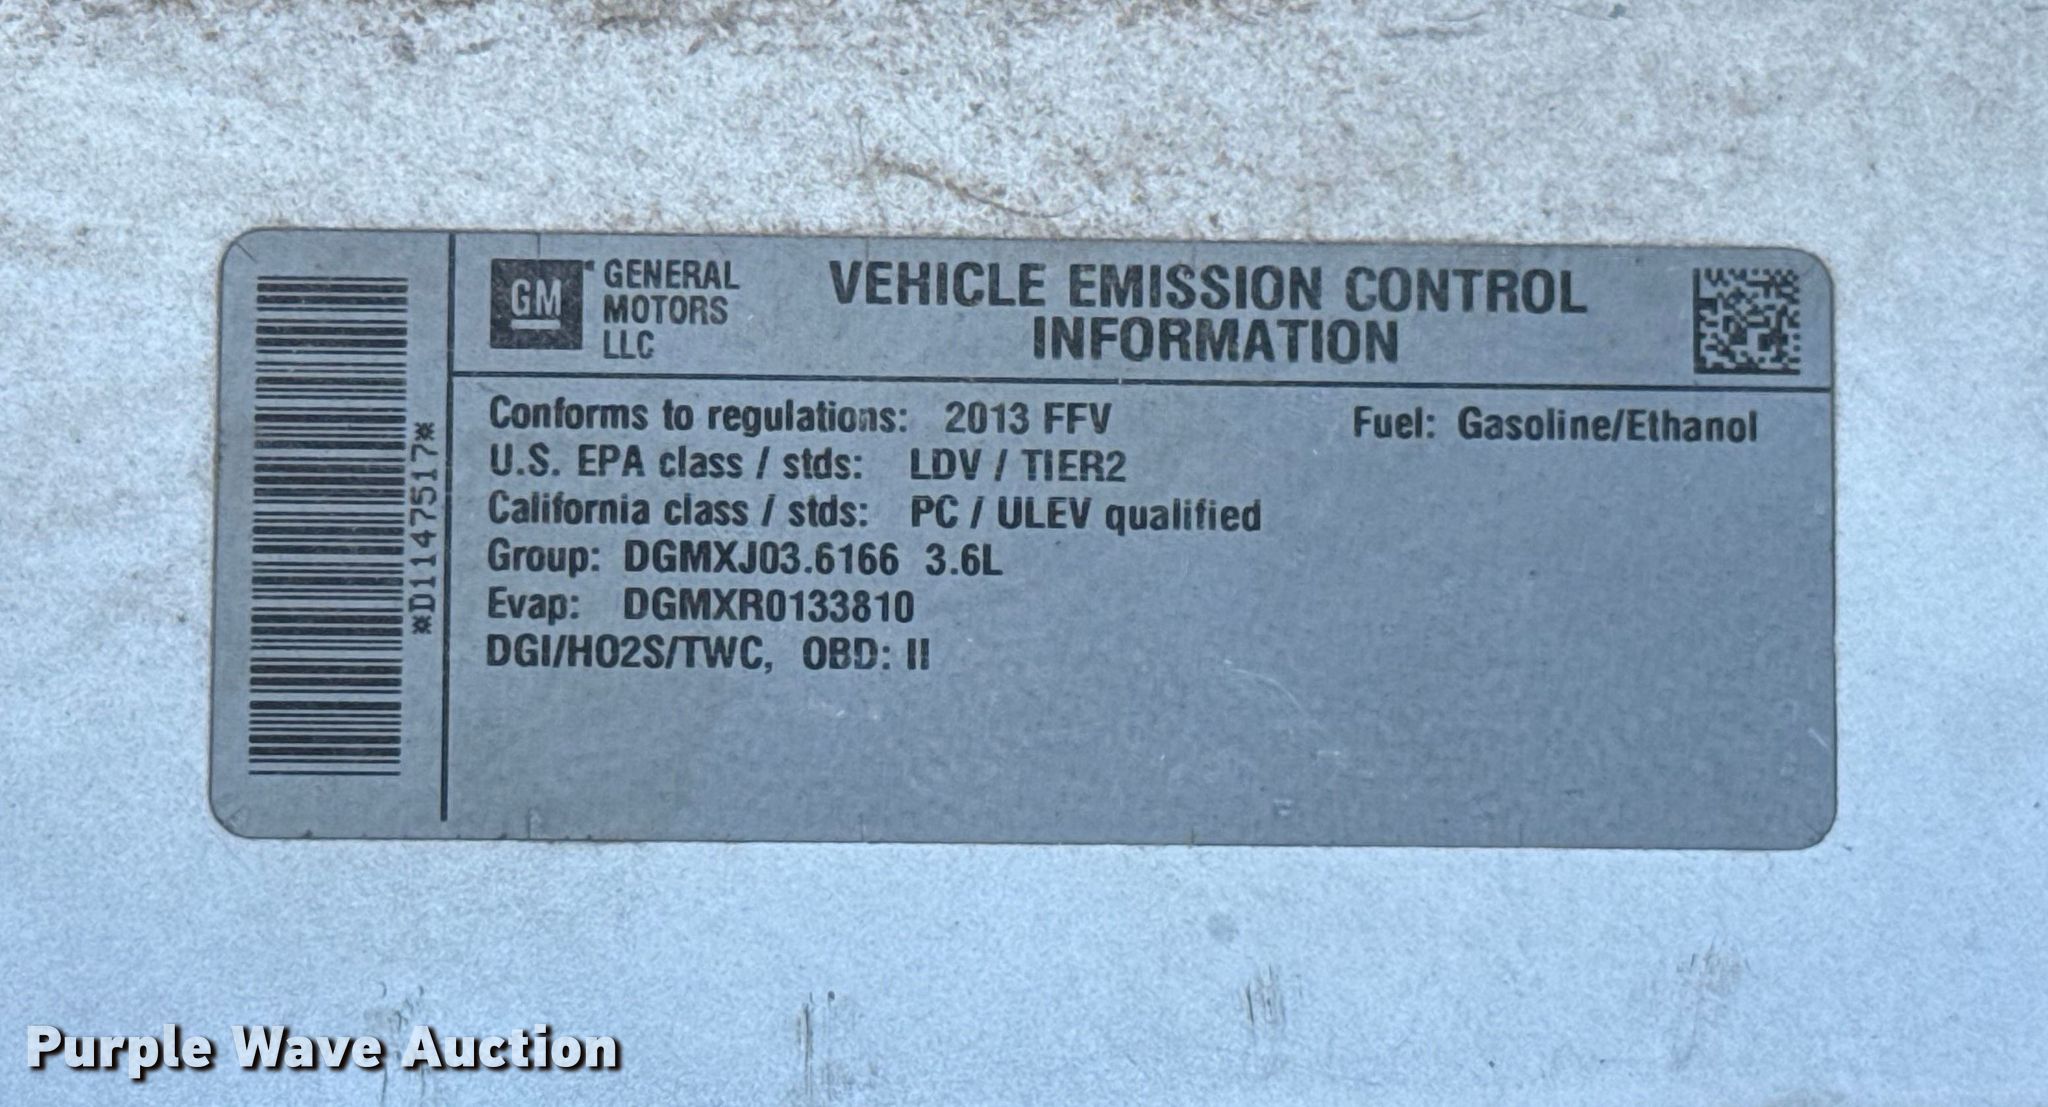 GM
GENERAL
MOTORS
LLC
VEHICLE EMISSION CONTROL
INFORMATION
Conforms to regulations: 2013 FFV
Fuel: Gasoline/Ethanol
U.S. EPA class / stds: LDV / TIER2
California class / stds: PC / ULEV qualified
Group: DGMXJ03.6166 3.6L
Evap: DGMXR0133810
DGI/HO2S/TWC, OBD: II
*D11475517*
Purple Wave Auction